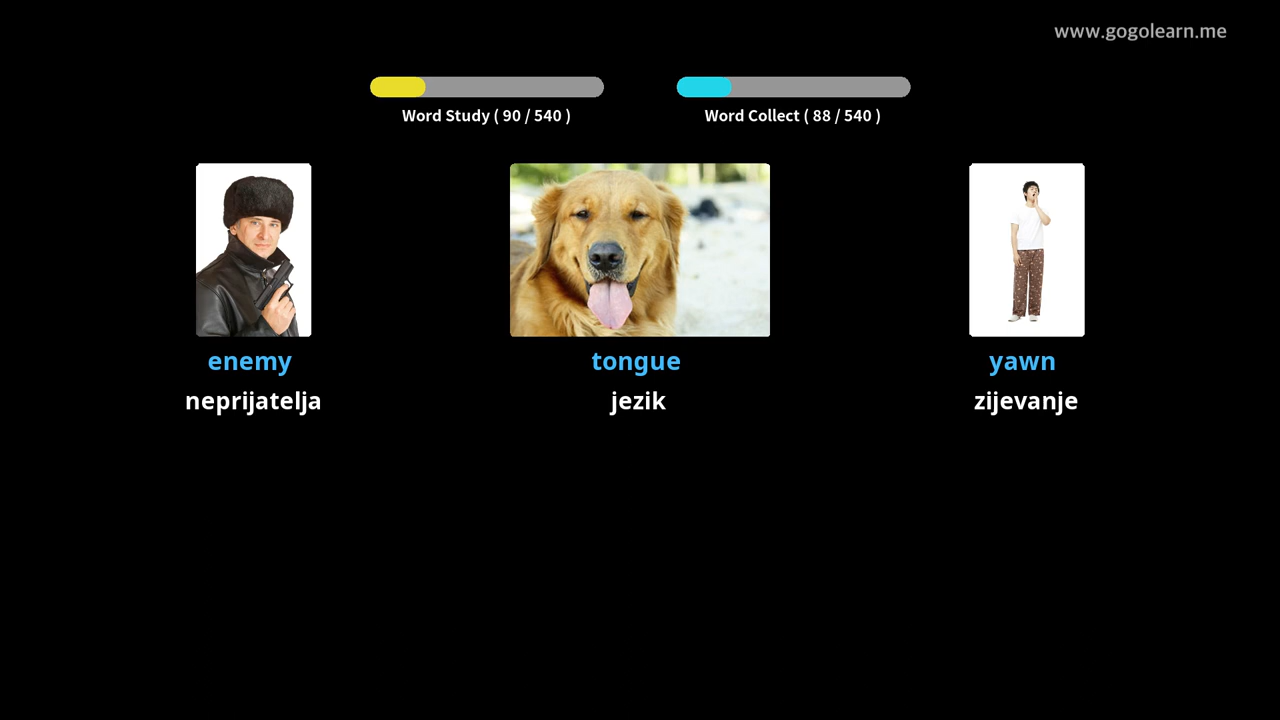 www.gogolearn.me
Word Study ( 90 / 540 )
Word Collect ( 88 / 540 )
enemy
tongue
yawn
neprijatelja
jezik
zijevanje